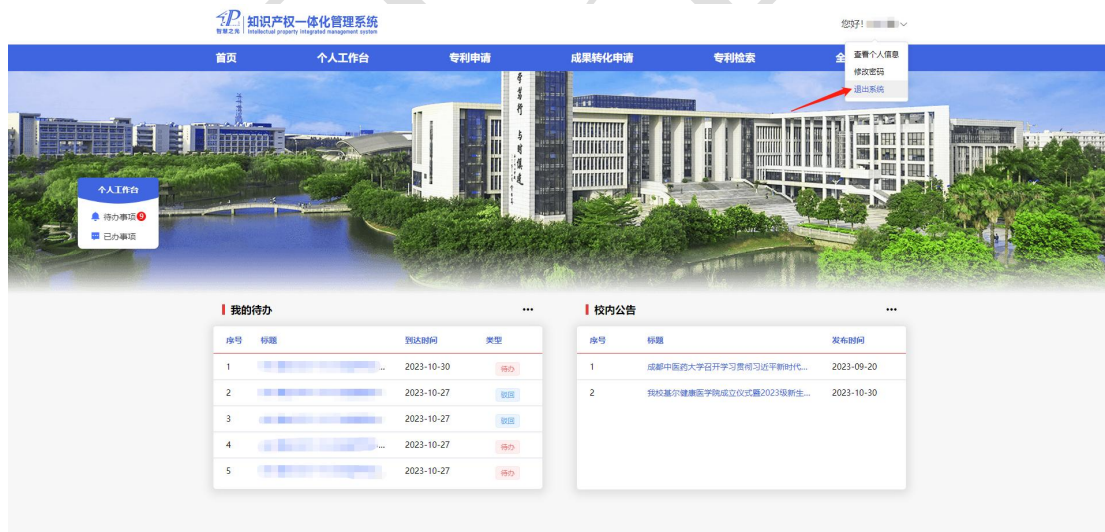 知识产权一体化管理系统
智慧之光 Intellectual property integrated management system
您好!
首页 个人工作台 专利申请 成果转化申请 专利检索 全
查看个人信息
修改密码
退出系统
个人工作台
待办事项 9
已办事项
我的待办 •••
序号 标题 到达时间 类型
1 ... 2023-10-30 待办
2 2023-10-27 驳回
3 2023-10-27 驳回
4 ... 2023-10-27 待办
5 2023-10-27 待办
校内公告 •••
序号 标题 发布时间
1 成都中医药大学召开学习贯彻习近平新时代... 2023-09-20
2 我校基尔健康医学院成立仪式暨2023级新生... 2023-10-30